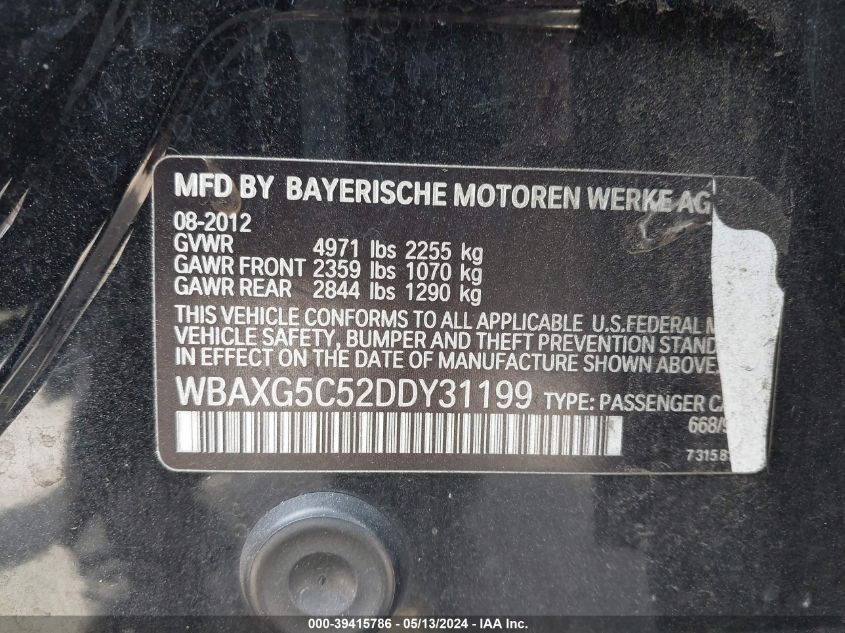 MFD BY BAYERISCHE MOTOREN WERKE AG
08-2012
GVWR 4971 lbs 2255 kg
GAWR FRONT 2359 lbs 1070 kg
GAWR REAR 2844 lbs 1290 kg
THIS VEHICLE CONFORMS TO ALL APPLICABLE U.S.FEDERAL
VEHICLE SAFETY, BUMPER AND THEFT PREVENTION STAND
IN EFFECT ON THE DATE OF MANUFACTURE SHOWN ABOVE.
WBAXG5C52DDY31199 TYPE: PASSENGER
668/
7315
000-39415786 - 05/13/2024 - IAA Inc.